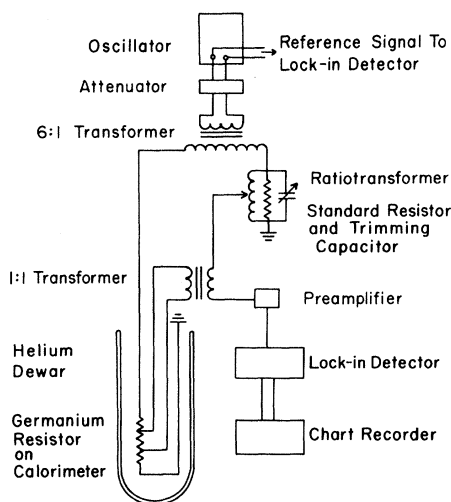 Oscillator
Reference Signal To
Lock-in Detector
Attenuator
6:1 Transformer
Ratiotransformer
Standard Resistor
and Trimming
Capacitor
1:1 Transformer
Preamplifier
Helium
Dewar
Lock-in Detector
Germanium
Resistor
on
Calorimeter
Chart Recorder